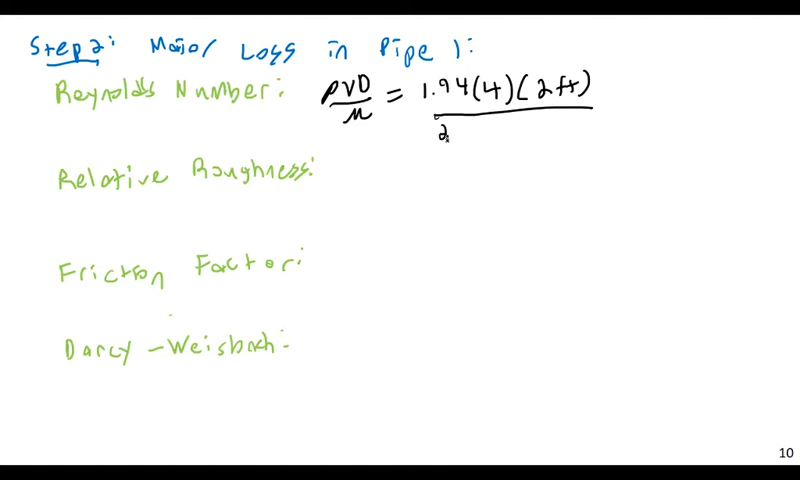 Step 2: Major Loss in Pipe 1:
Reynolds Number: ρVD/μ = 1.94(4)(2ft)/2
Relative Roughness:
Friction Factor:
Darcy-Weisbach:
10